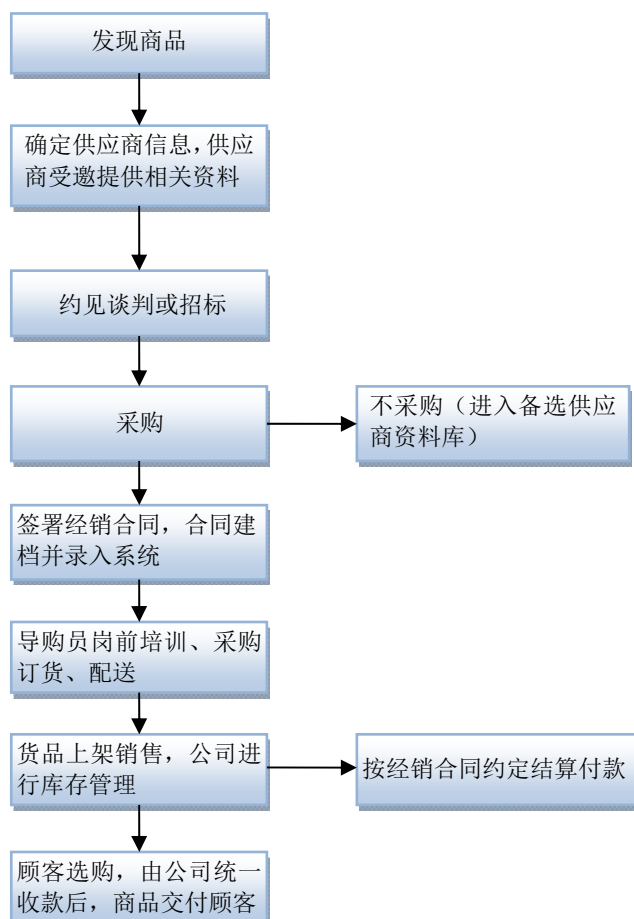 发现商品
确定供应商信息，供应
商受邀提供相关资料
约见谈判或招标
采购
不采购（进入备选供应
商资料库）
签署经销合同，合同建
档并录入系统
导购员岗前培训、采购
订货、配送
货品上架销售，公司进
行库存管理
按经销合同约定结算付款
顾客选购，由公司统一
收款后，商品交付顾客